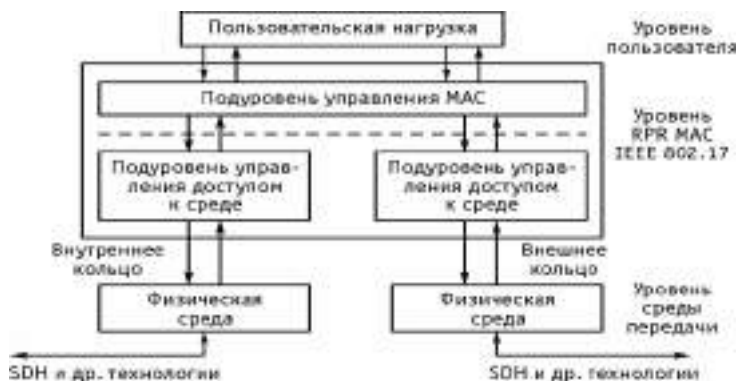 Пользовательская нагрузка
Уровень
пользователя
Подуровень управления MAC
Уровень
RPR MAC
IEEE 802.17
Подуровень управ-
ления доступом
к среде
Подуровень управ-
ления доступом
к среде
Внутреннее
кольцо
Внешнее
кольцо
Физическая
среда
Физическая
среда
Уровень
среды
передачи
SDH и др. технологии
SDH и др. технологии